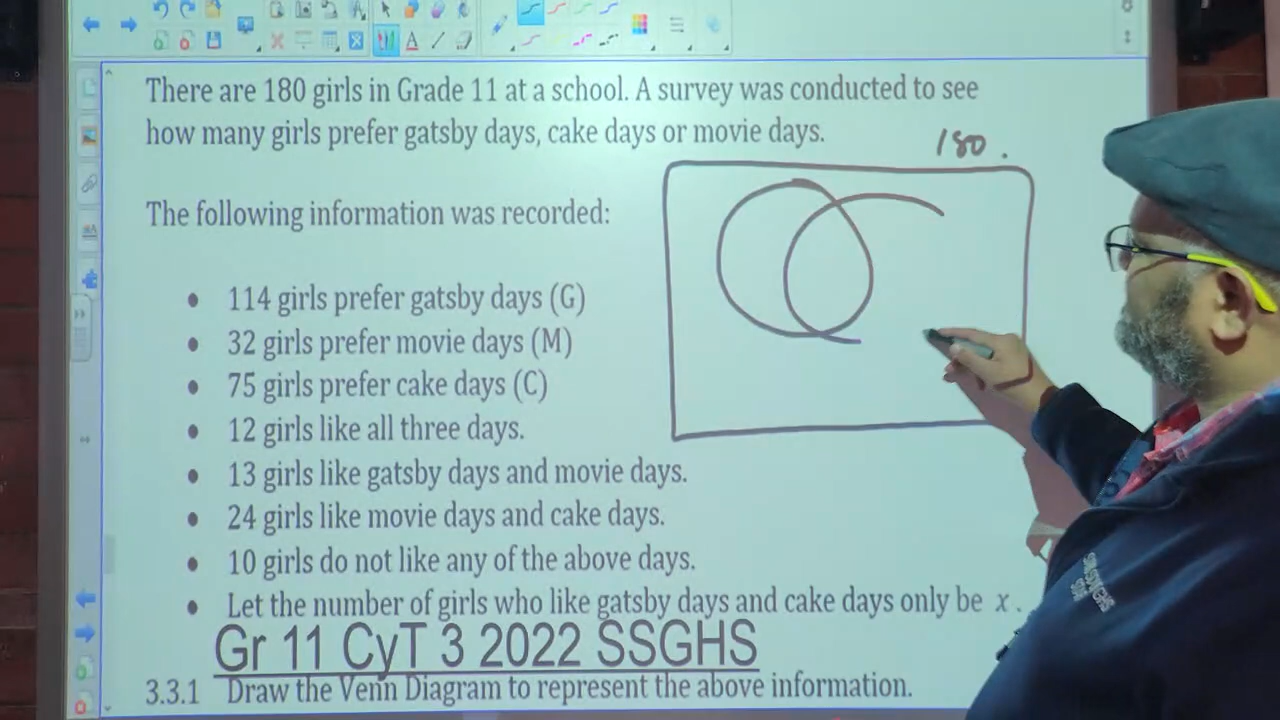 There are 180 girls in Grade 11 at a school. A survey was conducted to see
how many girls prefer gatsby days, cake days or movie days.
180.
The following information was recorded:
• 114 girls prefer gatsby days (G)
• 32 girls prefer movie days (M)
• 75 girls prefer cake days (C)
• 12 girls like all three days.
• 13 girls like gatsby days and movie days.
• 24 girls like movie days and cake days.
• 10 girls do not like any of the above days.
• Let the number of girls who like gatsby days and cake days only be x.
Gr 11 CyT 3 2022 SSGHS
3.3.1 Draw the Venn Diagram to represent the above information.